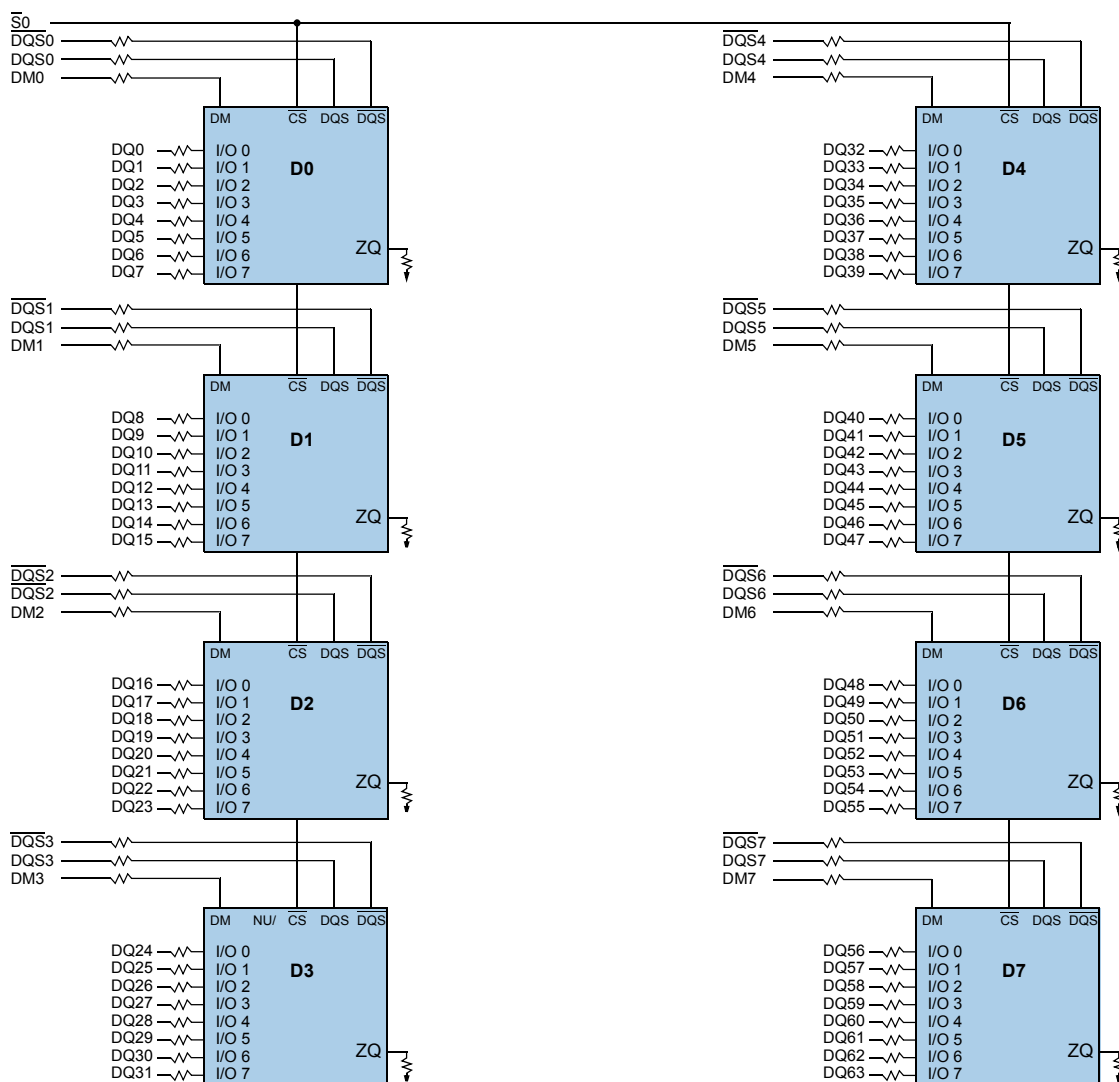 S0
DQS0
DQS0
DM0
DM CS DQS DQS
D0
DQ0 I/O 0
DQ1 I/O 1
DQ2 I/O 2
DQ3 I/O 3
DQ4 I/O 4
DQ5 I/O 5
DQ6 I/O 6
DQ7 I/O 7
ZQ
DQS1
DQS1
DM1
DM CS DQS DQS
D1
DQ8 I/O 0
DQ9 I/O 1
DQ10 I/O 2
DQ11 I/O 3
DQ12 I/O 4
DQ13 I/O 5
DQ14 I/O 6
DQ15 I/O 7
ZQ
DQS2
DQS2
DM2
DM CS DQS DQS
D2
DQ16 I/O 0
DQ17 I/O 1
DQ18 I/O 2
DQ19 I/O 3
DQ20 I/O 4
DQ21 I/O 5
DQ22 I/O 6
DQ23 I/O 7
ZQ
DQS3
DQS3
DM3
DM NU/ CS DQS DQS
D3
DQ24 I/O 0
DQ25 I/O 1
DQ26 I/O 2
DQ27 I/O 3
DQ28 I/O 4
DQ29 I/O 5
DQ30 I/O 6
DQ31 I/O 7
ZQ
DQS4
DQS4
DM4
DM CS DQS DQS
D4
DQ32 I/O 0
DQ33 I/O 1
DQ34 I/O 2
DQ35 I/O 3
DQ36 I/O 4
DQ37 I/O 5
DQ38 I/O 6
DQ39 I/O 7
ZQ
DQS5
DQS5
DM5
DM CS DQS DQS
D5
DQ40 I/O 0
DQ41 I/O 1
DQ42 I/O 2
DQ43 I/O 3
DQ44 I/O 4
DQ45 I/O 5
DQ46 I/O 6
DQ47 I/O 7
ZQ
DQS6
DQS6
DM6
DM CS DQS DQS
D6
DQ48 I/O 0
DQ49 I/O 1
DQ50 I/O 2
DQ51 I/O 3
DQ52 I/O 4
DQ53 I/O 5
DQ54 I/O 6
DQ55 I/O 7
ZQ
DQS7
DQS7
DM7
DM CS DQS DQS
D7
DQ56 I/O 0
DQ57 I/O 1
DQ58 I/O 2
DQ59 I/O 3
DQ60 I/O 4
DQ61 I/O 5
DQ62 I/O 6
DQ63 I/O 7
ZQ